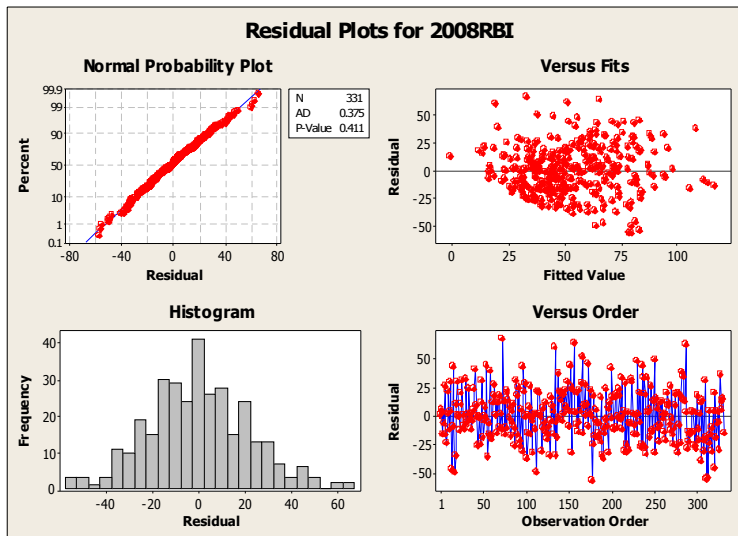 Residual Plots for 2008RBI
Normal Probability Plot
99.9
99
90
50
10
1
0.1
Percent
-80 -40 0 40 80
Residual
N 331
AD 0.375
P-Value 0.411
Versus Fits
50
25
0
-25
-50
Residual
0 25 50 75 100
Fitted Value
Histogram
40
30
20
10
0
Frequency
-40 -20 0 20 40 60
Residual
Versus Order
50
25
0
-25
-50
Residual
1 50 100 150 200 250 300
Observation Order